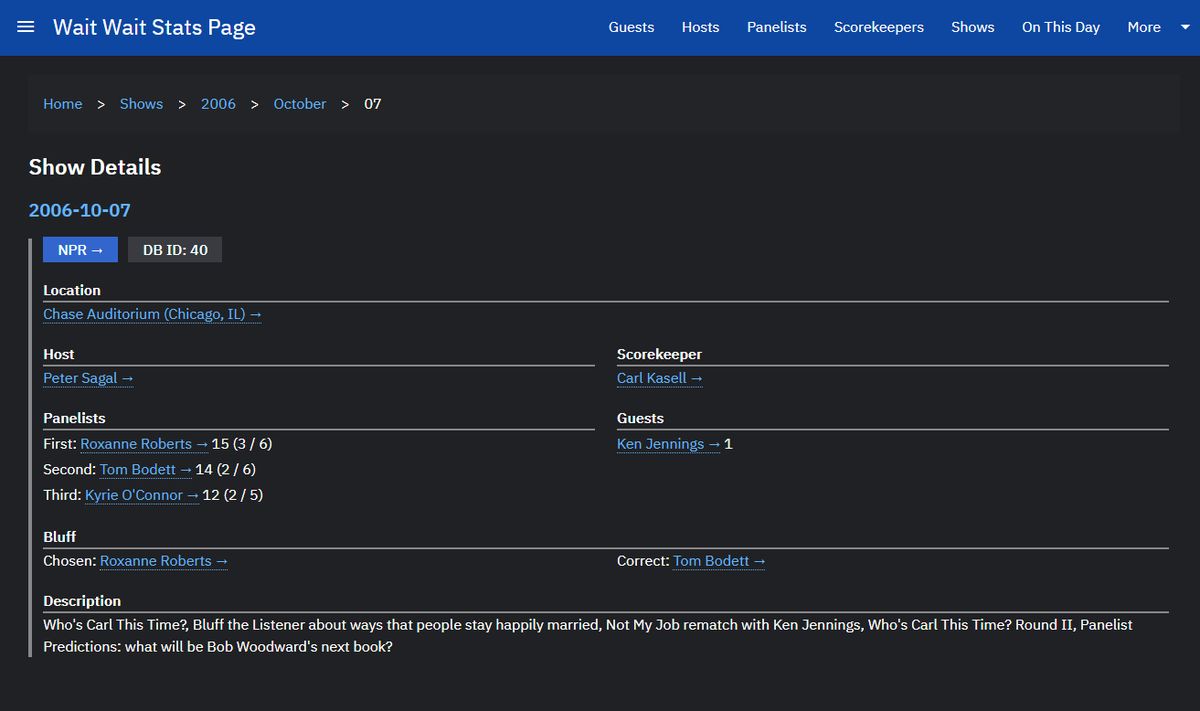 Wait Wait Stats Page
Guests Hosts Panelists Scorekeepers Shows On This Day More
Home > Shows > 2006 > October > 07
Show Details
2006-10-07
NPR → DB ID: 40
Location
Chase Auditorium (Chicago, IL) →
Host
Peter Sagal →
Scorekeeper
Carl Kasell →
Panelists
First: Roxanne Roberts → 15 (3 / 6)
Second: Tom Bodett → 14 (2 / 6)
Third: Kyrie O'Connor → 12 (2 / 5)
Guests
Ken Jennings → 1
Bluff
Chosen: Roxanne Roberts →
Correct: Tom Bodett →
Description
Who's Carl This Time?, Bluff the Listener about ways that people stay happily married, Not My Job rematch with Ken Jennings, Who's Carl This Time? Round II, Panelist
Predictions: what will be Bob Woodward's next book?